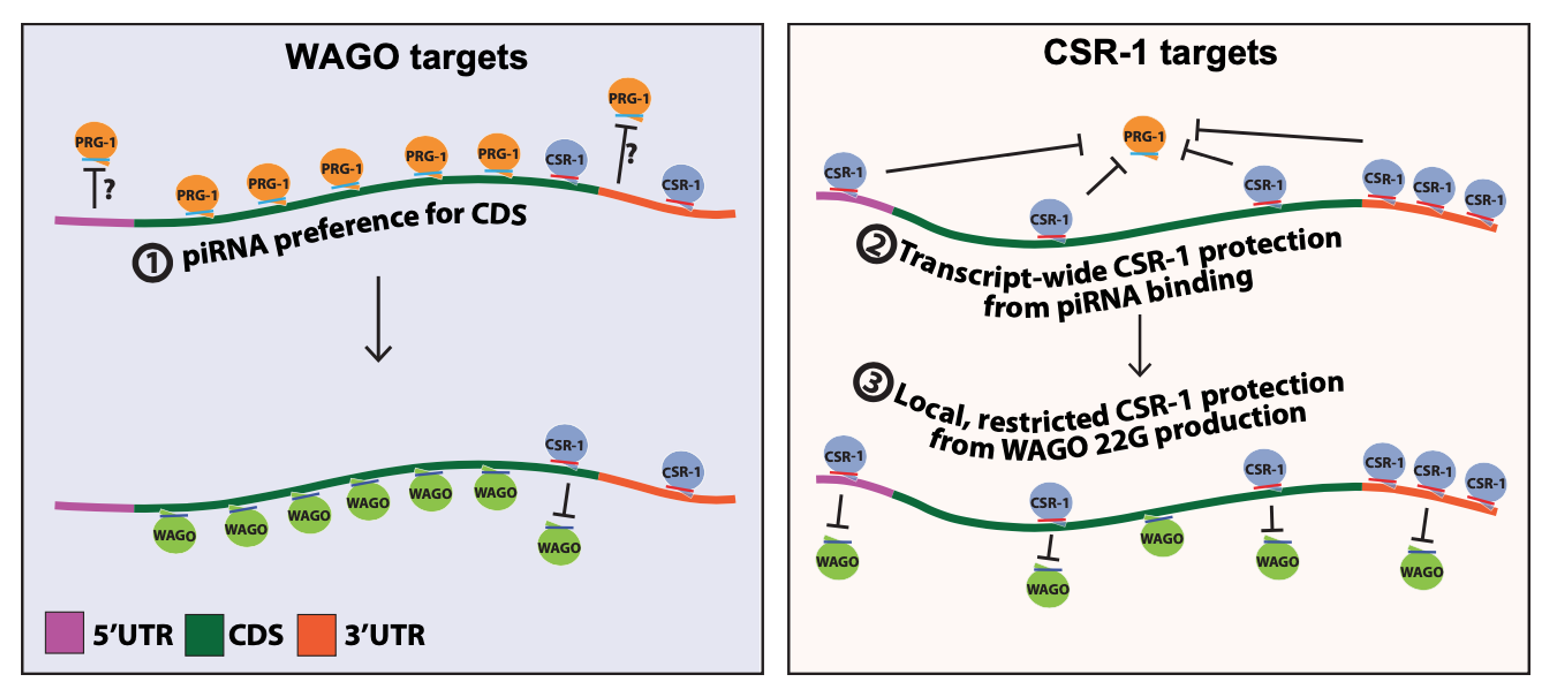 WAGO targets
PRG-1
?
PRG-1
PRG-1
PRG-1
PRG-1
PRG-1
CSR-1
PRG-1
?
CSR-1
1 piRNA preference for CDS
CSR-1
WAGO
WAGO
WAGO
WAGO
WAGO
WAGO
WAGO
CSR-1
5’UTR CDS 3’UTR
CSR-1 targets
PRG-1
CSR-1
CSR-1
CSR-1
CSR-1
CSR-1
CSR-1
2 Transcript-wide CSR-1 protection
from piRNA binding
3 Local, restricted CSR-1 protection
from WAGO 22G production
CSR-1
CSR-1
CSR-1
CSR-1
CSR-1
CSR-1
WAGO
WAGO
WAGO
WAGO
WAGO